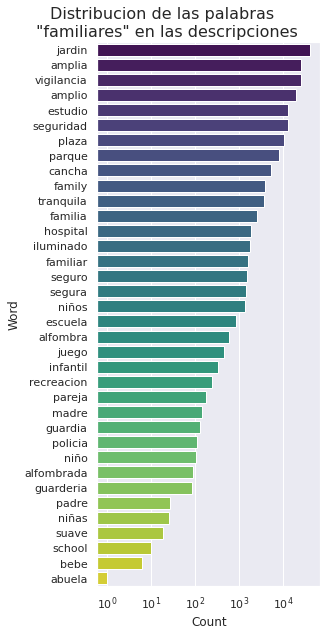 Distribucion de las palabras
"familiares" en las descripciones
jardin
amplia
vigilancia
amplio
estudio
seguridad
plaza
parque
cancha
family
tranquila
familia
hospital
iluminado
familiar
seguro
segura
niños
escuela
alfombra
juego
infantil
recreacion
pareja
madre
guardia
policia
niño
alfombrada
guarderia
padre
niñas
suave
school
bebe
abuela
Word
10⁰ 10¹ 10² 10³ 10⁴
Count